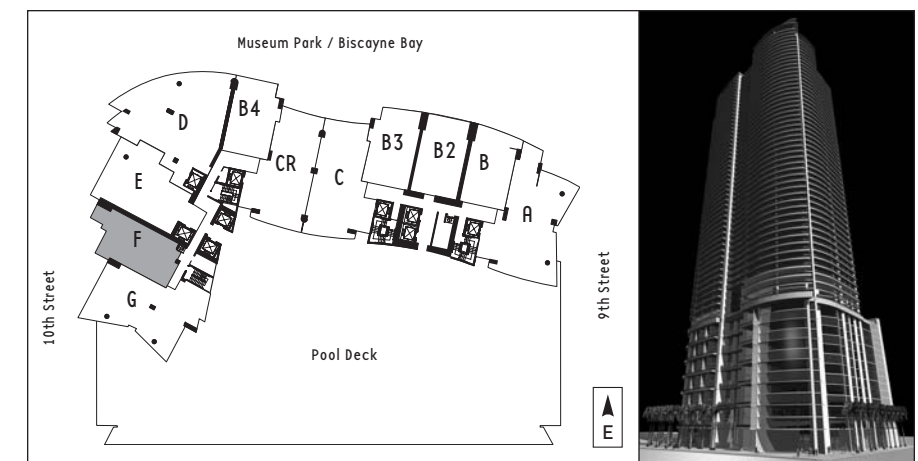 Museum Park / Biscayne Bay
D
B4
CR
C
B3
B2
B
A
E
F
G
10th Street
9th Street
Pool Deck
E